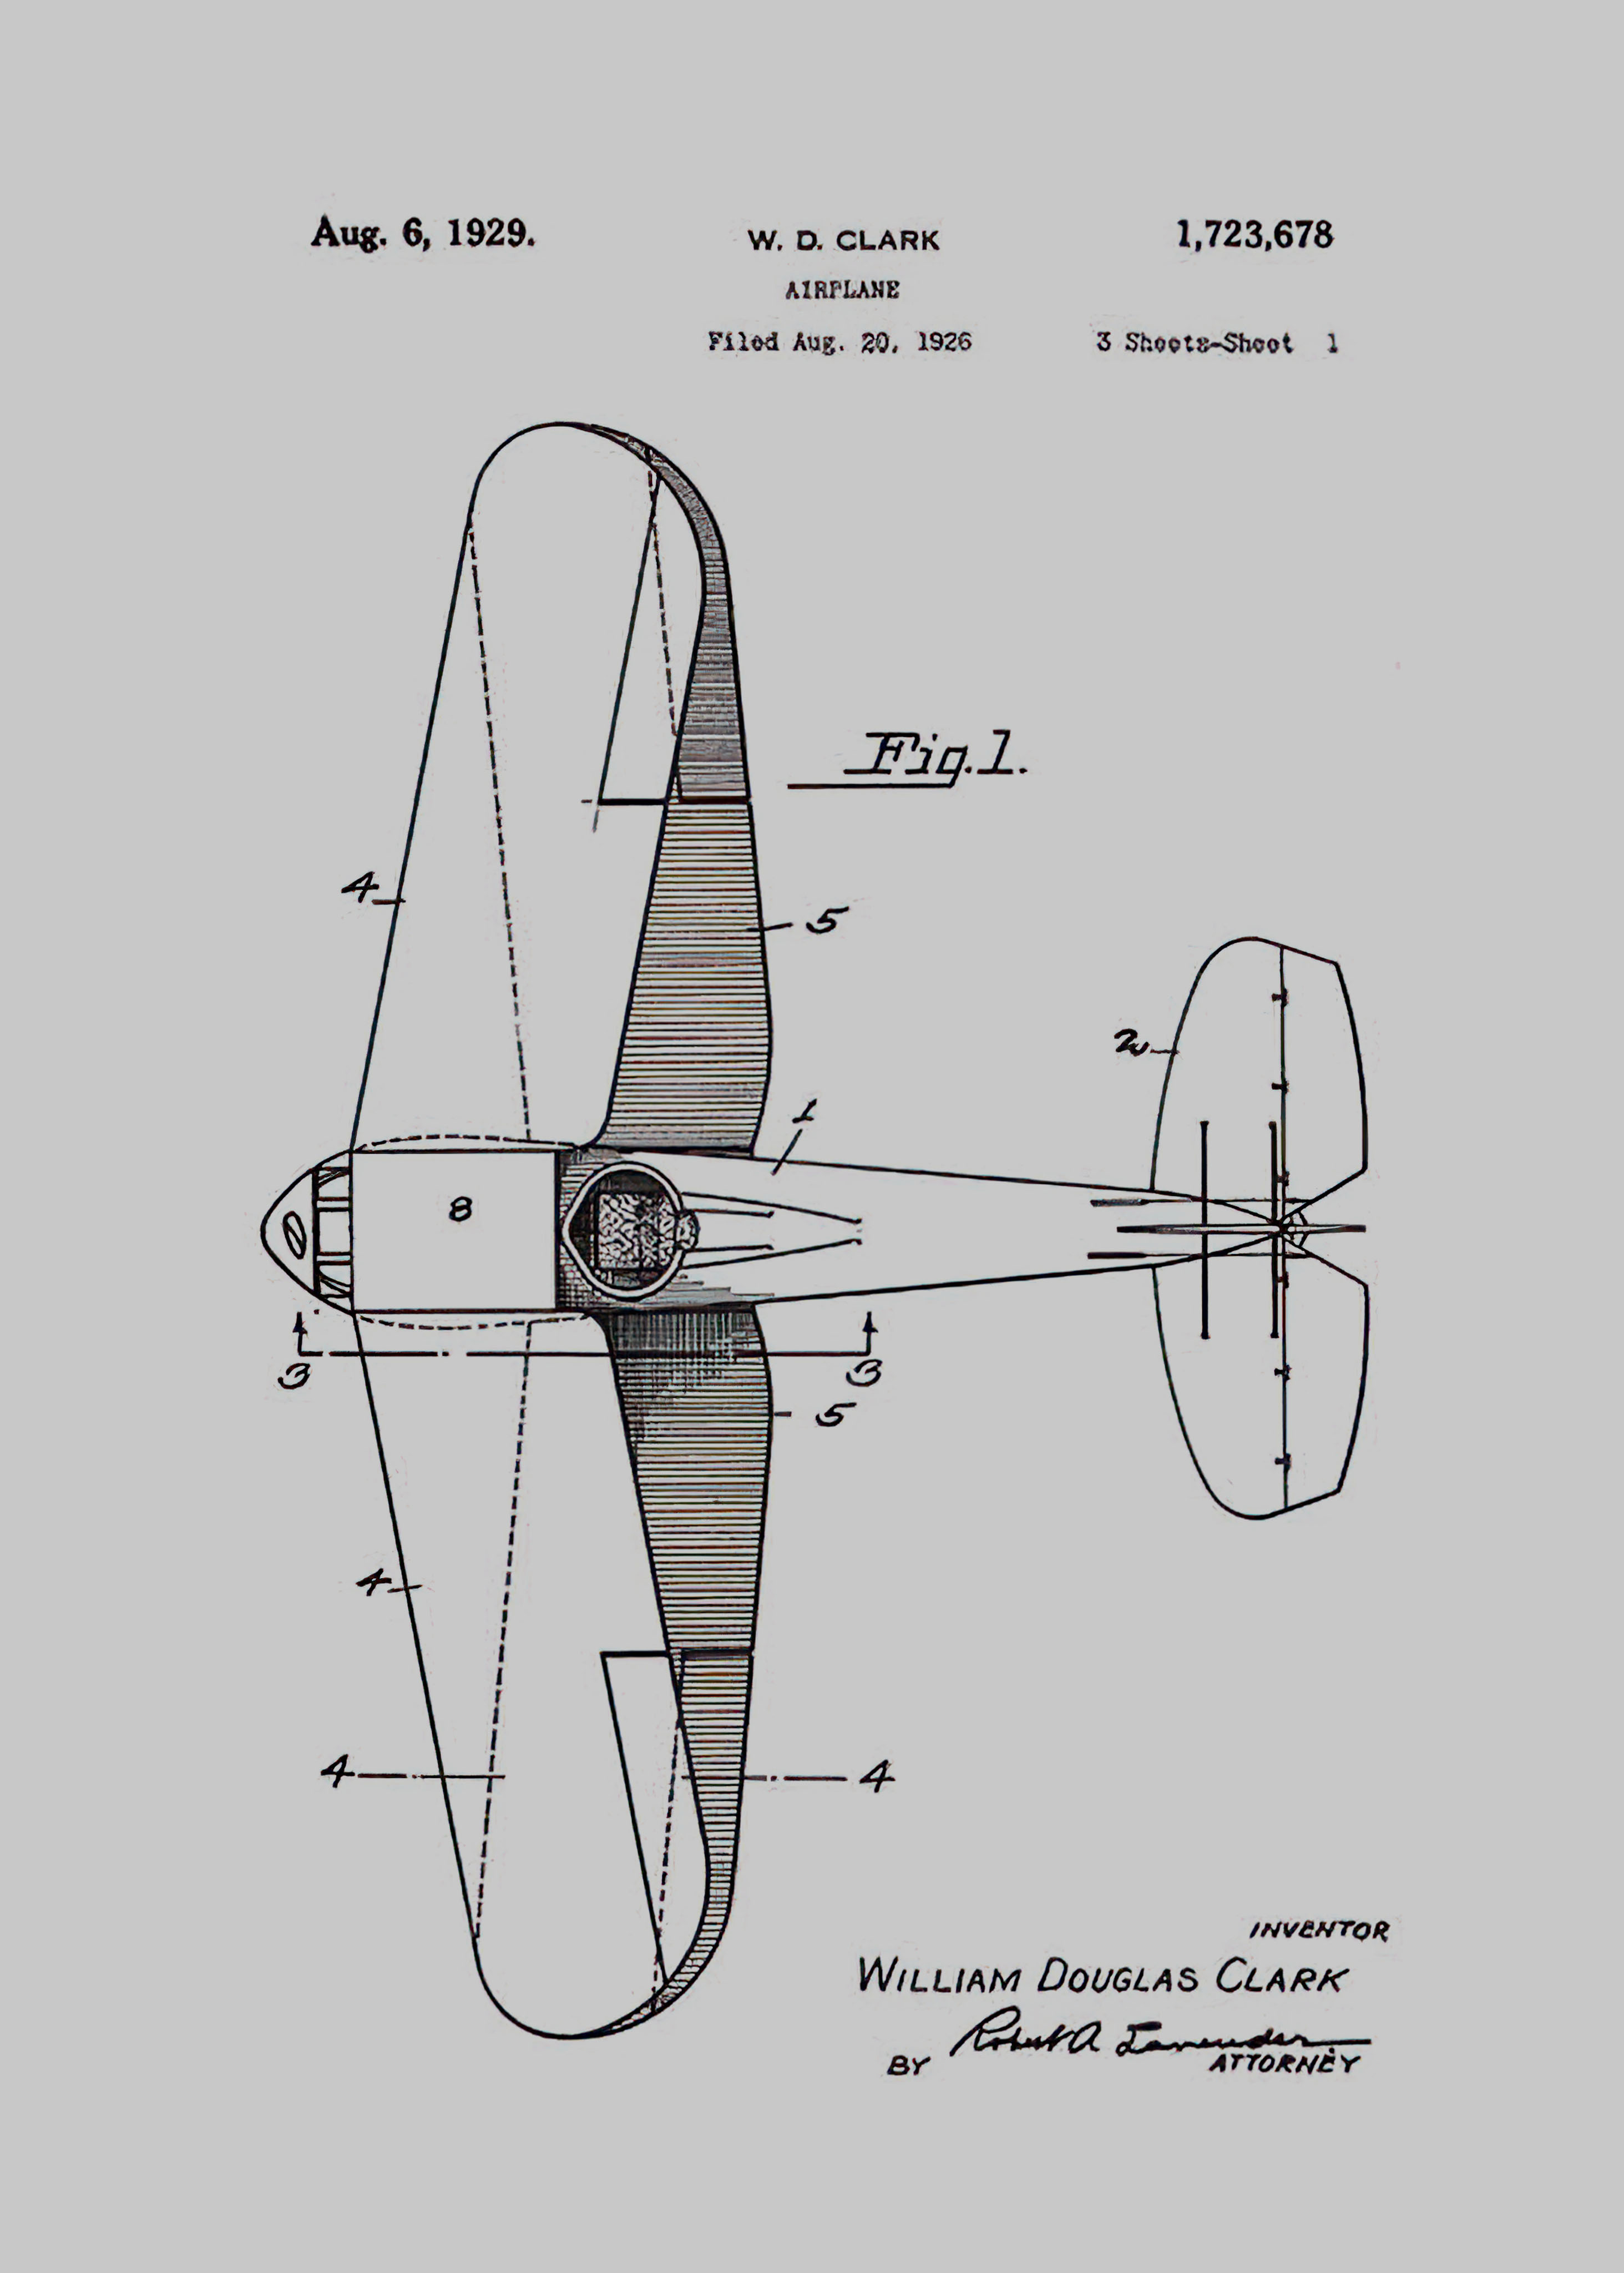 Aug. 6, 1929.
W. D. CLARK
1,723,678
AIRPLANE
Filed Aug. 20, 1926
3 Sheets-Sheet 1
Fig.1.
4
5
2
1
8
3
3
5
4
4
4
INVENTOR
WILLIAM DOUGLAS CLARK
BY Robert A
ATTORNEY